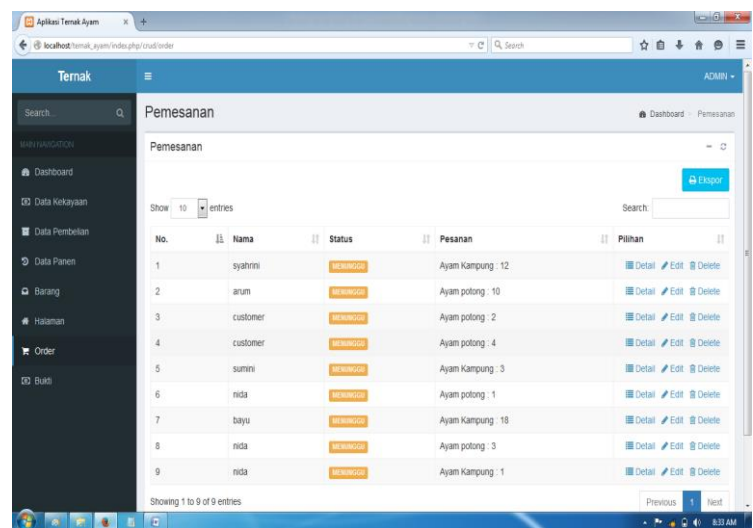 Aplikasi Ternak Ayam
localhost/ternak_ayam/index.php/crud/order
Search
Ternak
ADMIN
Search...
MAIN NAVIGATION
Dashboard
Data Kekayaan
Data Pembelian
Data Panen
Barang
Halaman
Order
Bukti
Pemesanan
Dashboard > Pemesanan
Pemesanan
Ekspor
Show 10 entries
Search:
No. Nama Status Pesanan Pilihan
1 syahrini MENUNGGU Ayam Kampung : 12 Detail Edit Delete
2 arum MENUNGGU Ayam potong : 10 Detail Edit Delete
3 customer MENUNGGU Ayam potong : 2 Detail Edit Delete
4 customer MENUNGGU Ayam potong : 4 Detail Edit Delete
5 sumini MENUNGGU Ayam Kampung : 3 Detail Edit Delete
6 nida MENUNGGU Ayam potong : 1 Detail Edit Delete
7 bayu MENUNGGU Ayam Kampung : 18 Detail Edit Delete
8 nida MENUNGGU Ayam potong : 3 Detail Edit Delete
9 nida MENUNGGU Ayam Kampung : 1 Detail Edit Delete
Showing 1 to 9 of 9 entries
Previous 1 Next
8:33 AM